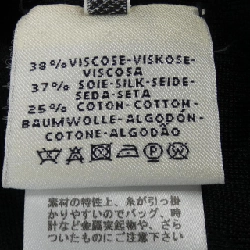 38% VISCOSE-VISKOSE-
VISCOSA
37% SOIE-SILK-SEIDE-
SEDA-SETA
25% COTON-COTTON-
BAUMWOLLE-ALGODÓN-
COTONE-ALGODÃO
P W
素材の特性上、糸が引っ掛
かりやすいのでバッグ、時
計など金属突起物や、ざら
ついたものにご注意下さい